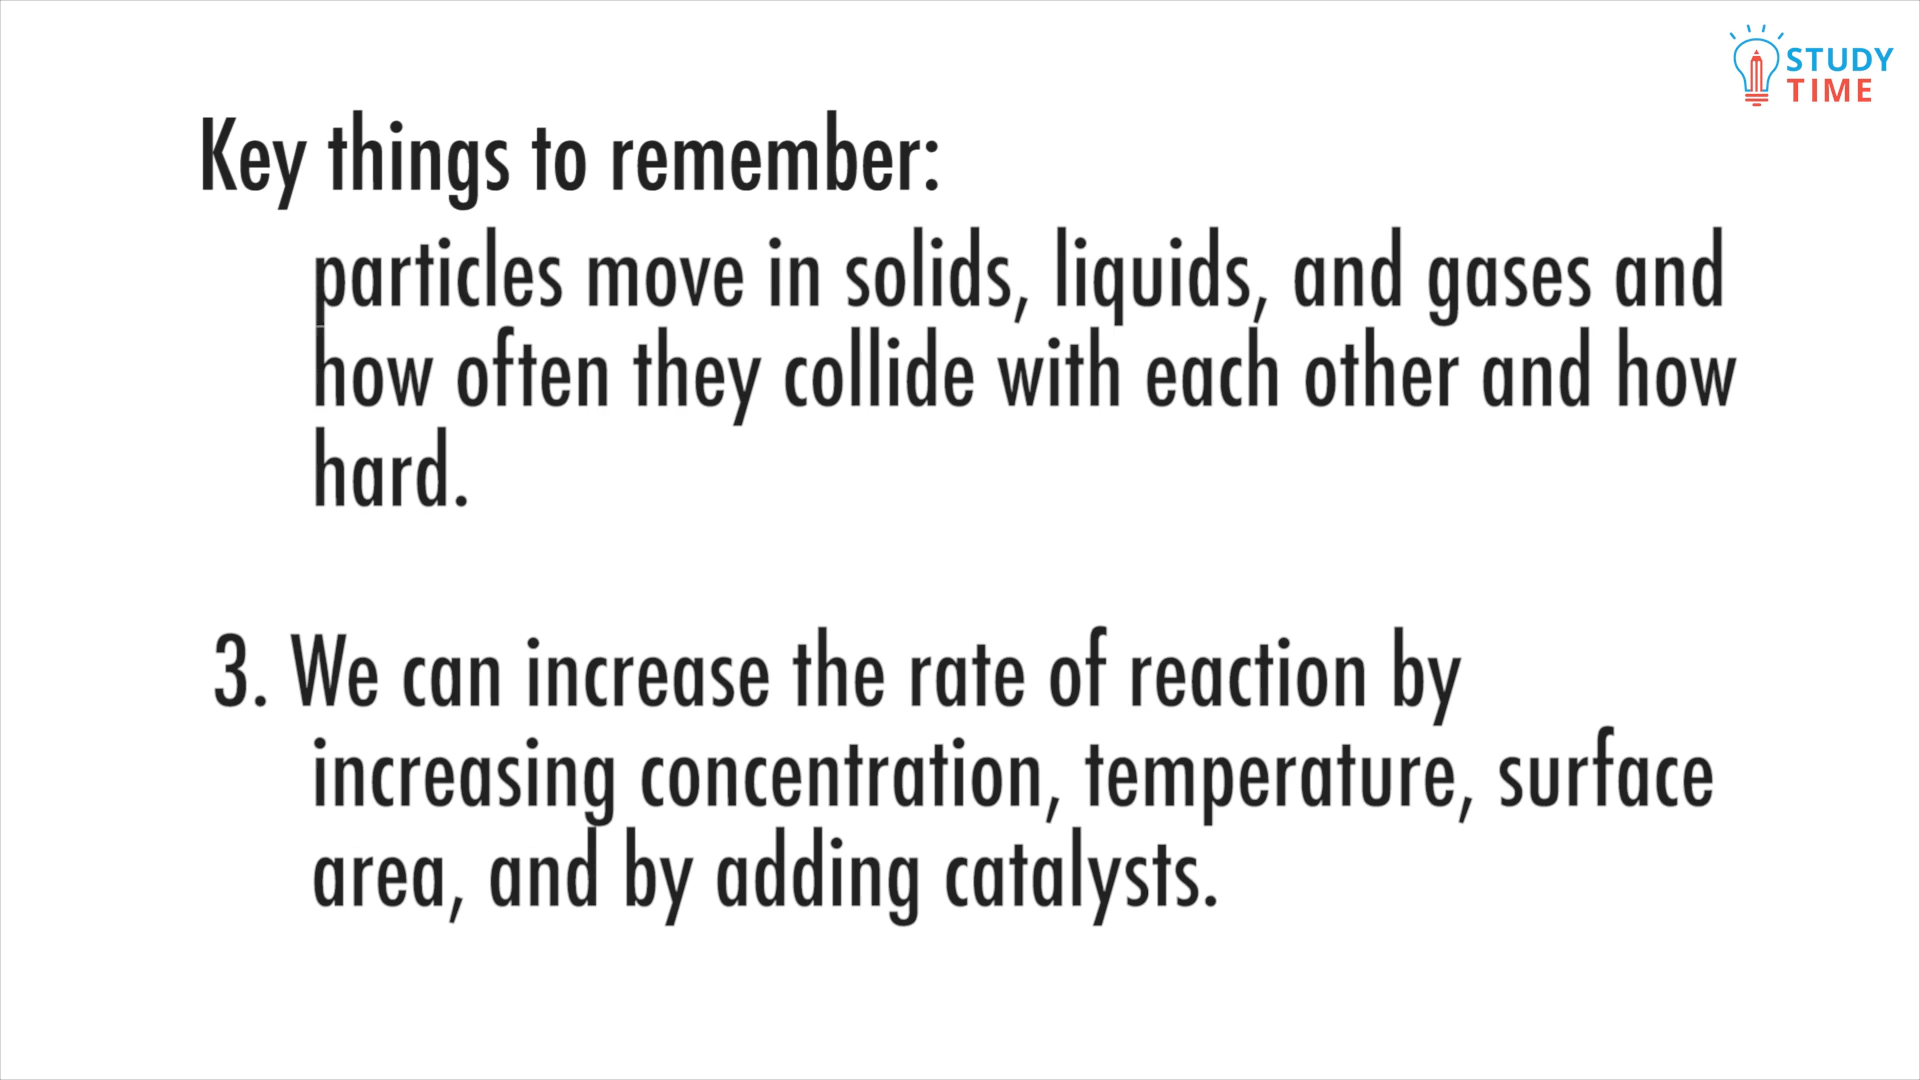 STUDY
TIME
Key things to remember:
particles move in solids, liquids, and gases and
how often they collide with each other and how
hard.
3. We can increase the rate of reaction by
increasing concentration, temperature, surface
area, and by adding catalysts.